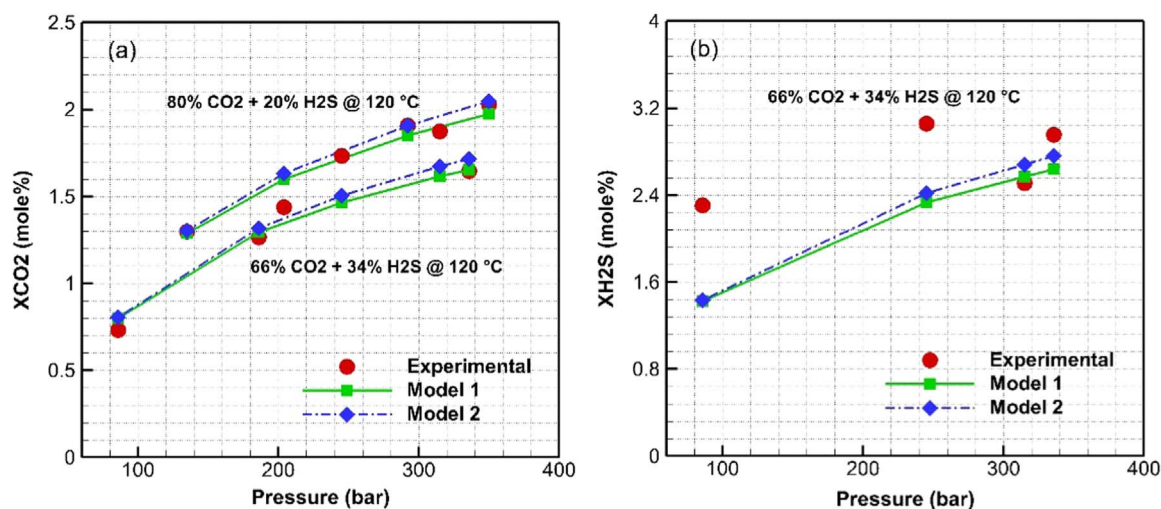 (a)
2.5
2
1.5
1
0.5
0
XCO2 (mole%)
80% CO2 + 20% H2S @ 120 °C
66% CO2 + 34% H2S @ 120 °C
Experimental
Model 1
Model 2
100 200 300 400
Pressure (bar)
(b)
4
3.2
2.4
1.6
0.8
0
XH2S (mole%)
66% CO2 + 34% H2S @ 120 °C
Experimental
Model 1
Model 2
100 200 300 400
Pressure (bar)